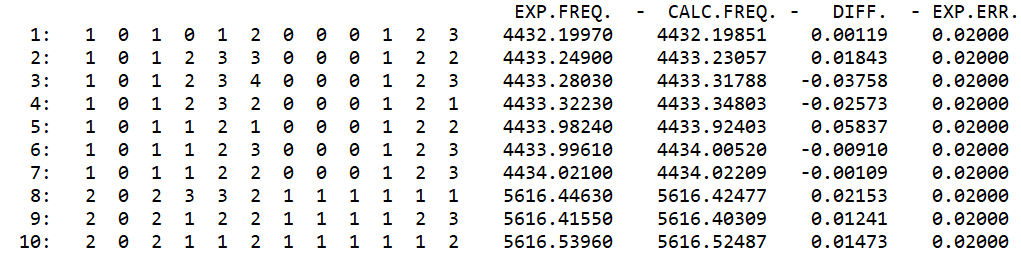 EXP.FREQ. - CALC.FREQ. - DIFF. - EXP.ERR.
1: 1 0 1 0 1 2 0 0 0 1 2 3 4432.19970 4432.19851 0.00119 0.02000
2: 1 0 1 2 3 3 0 0 0 1 2 2 4433.24900 4433.23057 0.01843 0.02000
3: 1 0 1 2 3 4 0 0 0 1 2 3 4433.28030 4433.31788 -0.03758 0.02000
4: 1 0 1 2 3 2 0 0 0 1 2 1 4433.32230 4433.34803 -0.02573 0.02000
5: 1 0 1 1 2 1 0 0 0 1 2 2 4433.98240 4433.92403 0.05837 0.02000
6: 1 0 1 1 2 3 0 0 0 1 2 3 4433.99610 4434.00520 -0.00910 0.02000
7: 1 0 1 1 2 2 0 0 0 1 2 3 4434.02100 4434.02209 -0.00109 0.02000
8: 2 0 2 3 3 2 1 1 1 1 1 1 5616.44630 5616.42477 0.02153 0.02000
9: 2 0 2 1 2 2 1 1 1 1 2 3 5616.41550 5616.40309 0.01241 0.02000
10: 2 0 2 1 1 2 1 1 1 1 1 2 5616.53960 5616.52487 0.01473 0.02000